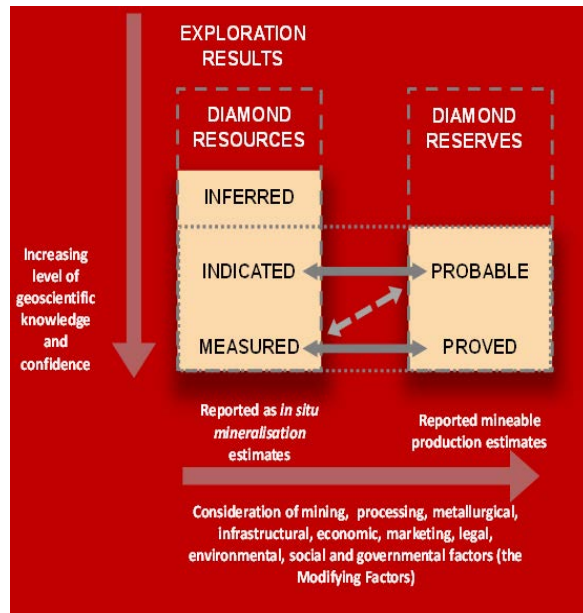 EXPLORATION
RESULTS
DIAMOND
RESOURCES
DIAMOND
RESERVES
INFERRED
INDICATED
PROBABLE
MEASURED
PROVED
Increasing
level of
geoscientific
knowledge
and
confidence
Reported as in situ
mineralisation
estimates
Reported mineable
production estimates
Consideration of mining, processing, metallurgical,
infrastructural, economic, marketing, legal,
environmental, social and governmental factors (the
Modifying Factors)